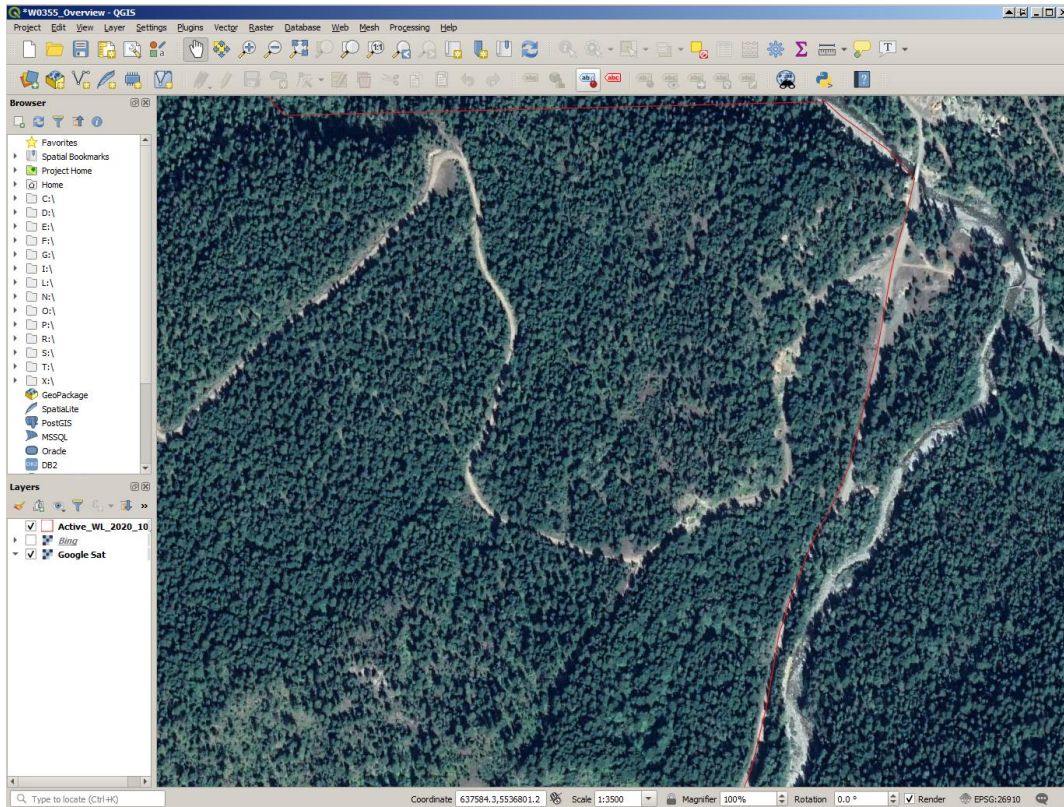 *W0355_Overview - QGIS
Project Edit View Layer Settings Plugins Vector Raster Database Web Mesh Processing Help
Browser
Favorites
Spatial Bookmarks
Project Home
Home
C:\
D:\
E:\
F:\
G:\
I:\
L:\
N:\
O:\
P:\
R:\
S:\
T:\
X:\
GeoPackage
SpatiaLite
PostGIS
MSSQL
Oracle
DB2
Layers
Active_WL_2020_10
Bing
Google Sat
Type to locate (Ctrl+K) Coordinate 637584.3,5536801.2 Scale 1:3500 Magnifier 100% Rotation 0.0 ° Render EPSG:26910